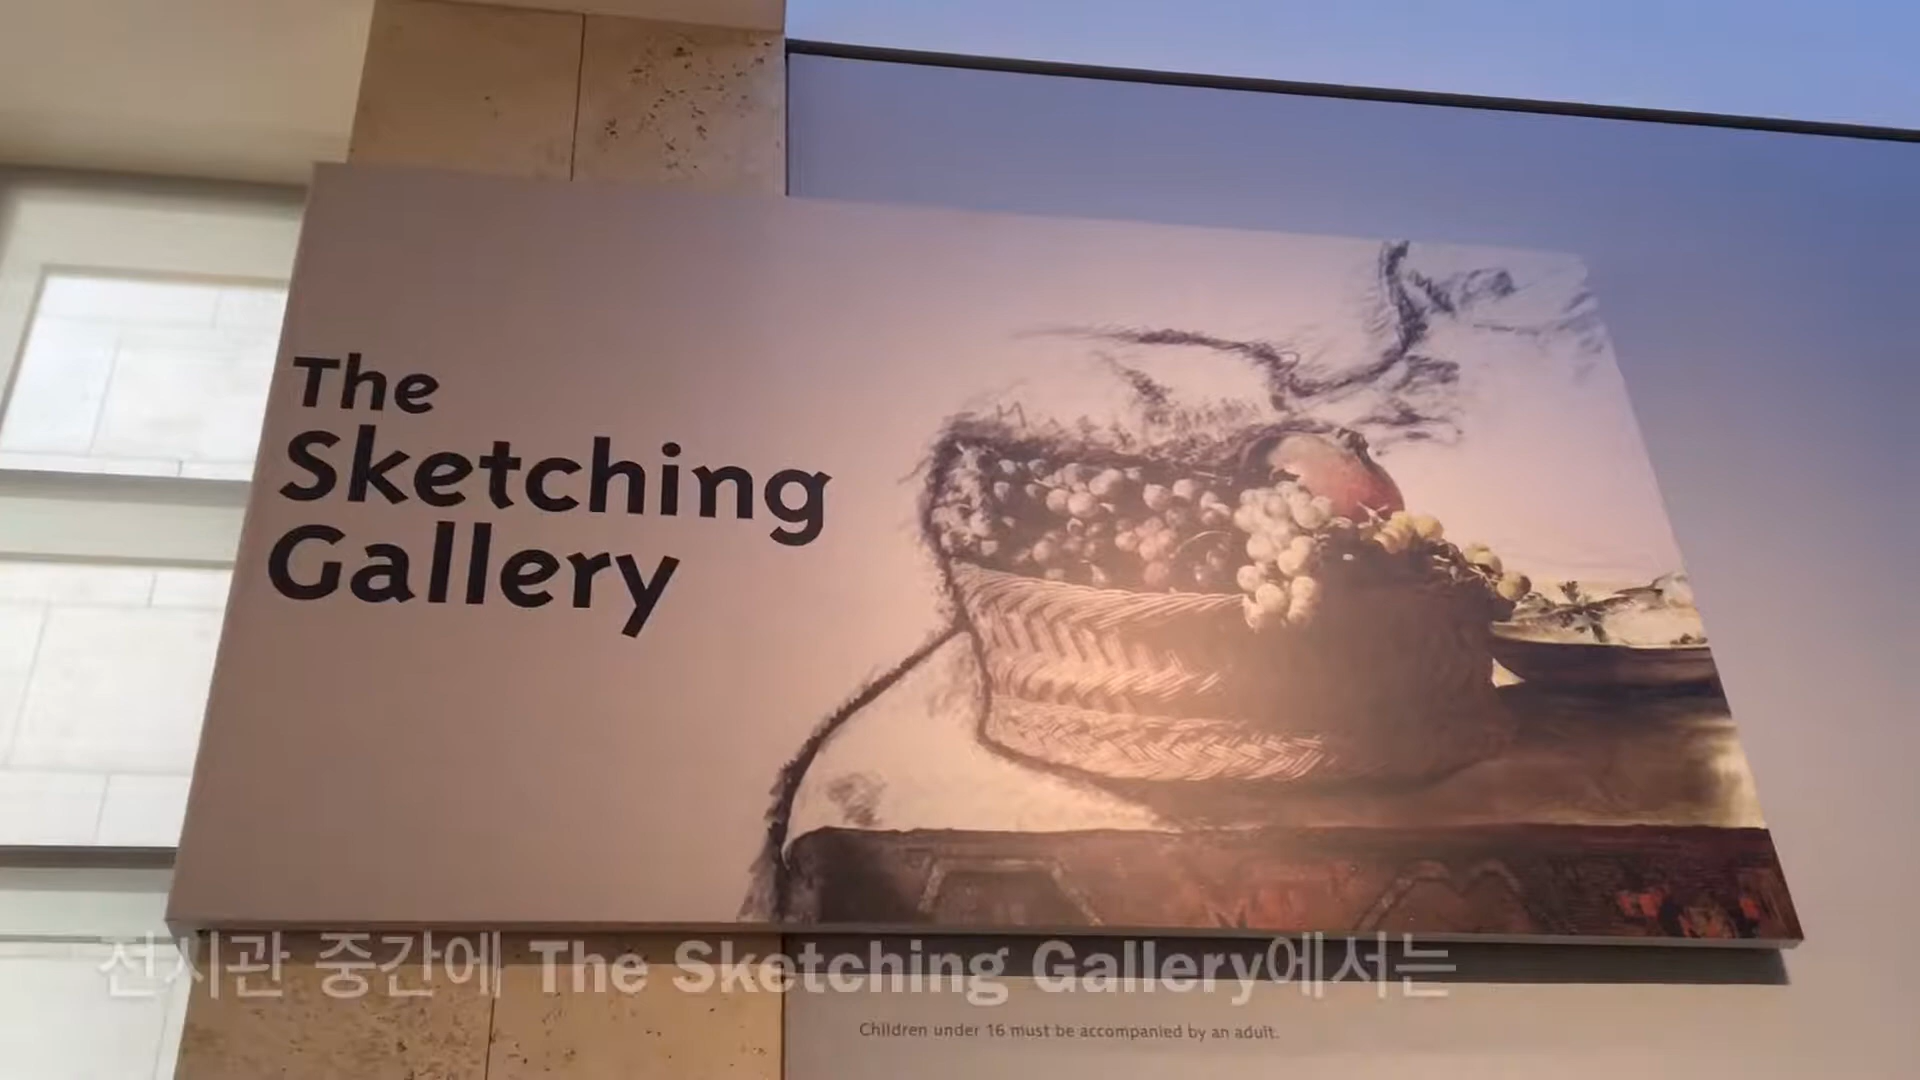 The
Sketching
Gallery
전시관 중간에 The Sketching Gallery에서는
Children under 16 must be accompanied by an adult.